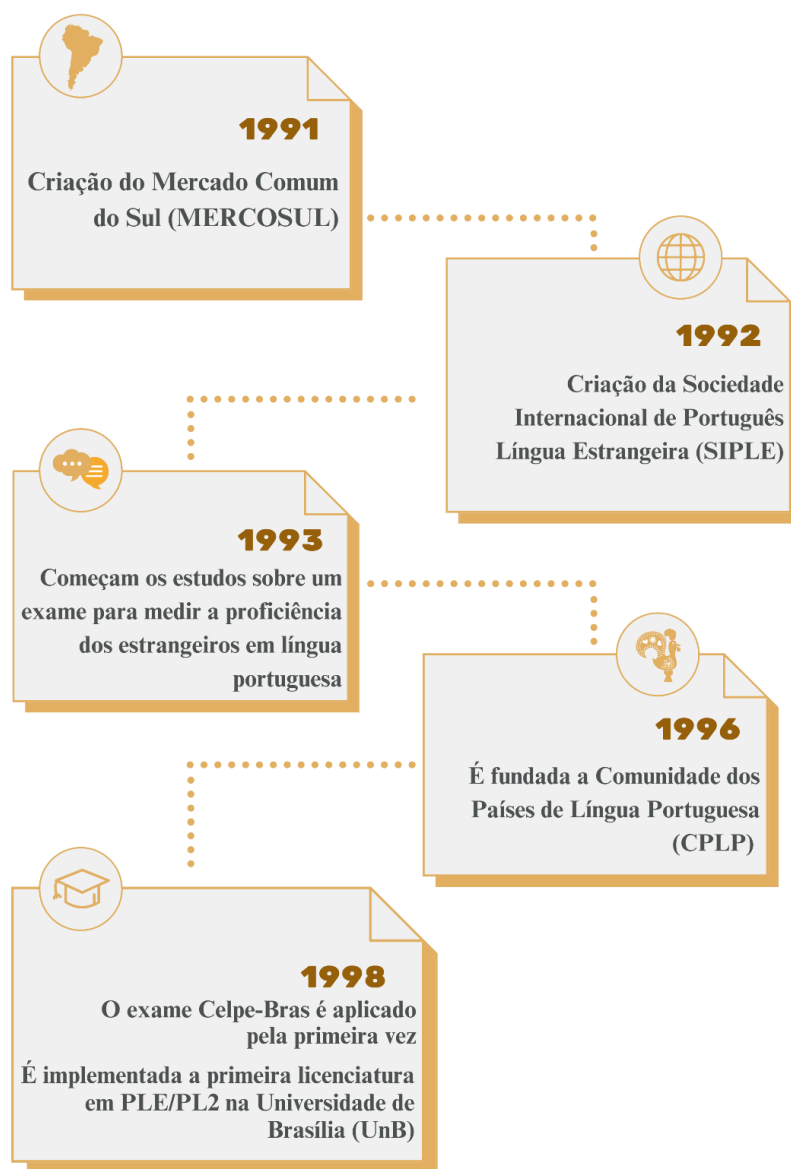 1991
Criação do Mercado Comum
do Sul (MERCOSUL)
1992
Criação da Sociedade
Internacional de Português
Língua Estrangeira (SIPLE)
1993
Começam os estudos sobre um
exame para medir a proficiência
dos estrangeiros em língua
portuguesa
1996
É fundada a Comunidade dos
Países de Língua Portuguesa
(CPLP)
1998
O exame Celpe-Bras é aplicado
pela primeira vez
É implementada a primeira licenciatura
em PLE/PL2 na Universidade de
Brasília (UnB)